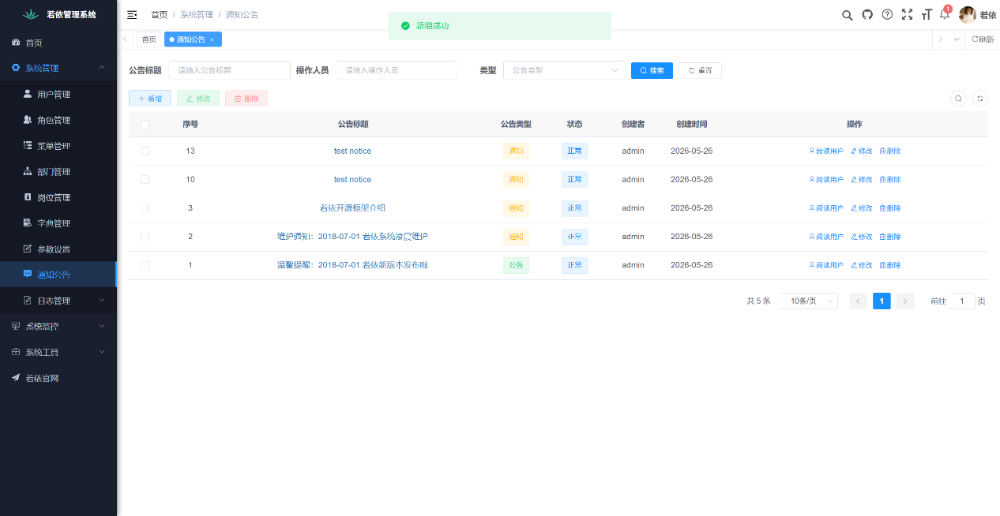 若依管理系统
首页 / 系统管理 / 通知公告
新增成功
1
若依
首页
通知公告 ×
刷新
首页
系统管理
用户管理
角色管理
菜单管理
部门管理
岗位管理
字典管理
参数设置
通知公告
日志管理
系统监控
系统工具
若依官网
公告标题 请输入公告标题 操作人员 请输入操作人员 类型 公告类型 搜索 重置
新增 修改 删除
序号 公告标题 公告类型 状态 创建者 创建时间 操作
13 test notice 通知 正常 admin 2026-05-26 阅读用户 修改 删除
10 test notice 通知 正常 admin 2026-05-26 阅读用户 修改 删除
3 若依开源框架介绍 通知 正常 admin 2026-05-26 阅读用户 修改 删除
2 维护通知：2018-07-01 若依系统凌晨维护 通知 正常 admin 2026-05-26 阅读用户 修改 删除
1 温馨提醒：2018-07-01 若依新版本发布啦 公告 正常 admin 2026-05-26 阅读用户 修改 删除
共 5 条 10条/页 1 前往 1 页